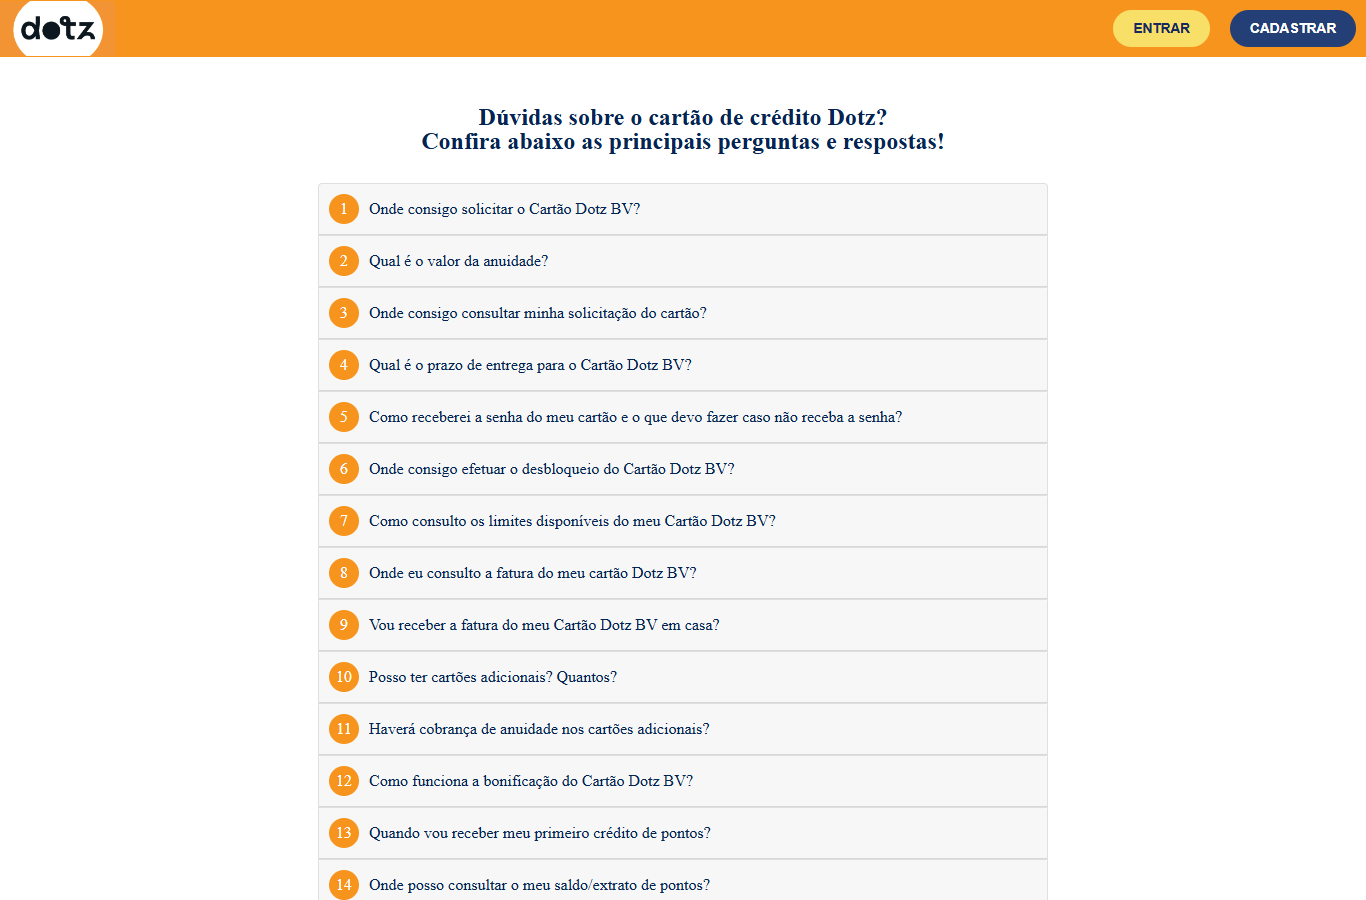 dotz
ENTRAR
CADASTRAR
Dúvidas sobre o cartão de crédito Dotz?
Confira abaixo as principais perguntas e respostas!
1 Onde consigo solicitar o Cartão Dotz BV?
2 Qual é o valor da anuidade?
3 Onde consigo consultar minha solicitação do cartão?
4 Qual é o prazo de entrega para o Cartão Dotz BV?
5 Como receberei a senha do meu cartão e o que devo fazer caso não receba a senha?
6 Onde consigo efetuar o desbloqueio do Cartão Dotz BV?
7 Como consulto os limites disponíveis do meu Cartão Dotz BV?
8 Onde eu consulto a fatura do meu cartão Dotz BV?
9 Vou receber a fatura do meu Cartão Dotz BV em casa?
10 Posso ter cartões adicionais? Quantos?
11 Haverá cobrança de anuidade nos cartões adicionais?
12 Como funciona a bonificação do Cartão Dotz BV?
13 Quando vou receber meu primeiro crédito de pontos?
14 Onde posso consultar o meu saldo/extrato de pontos?